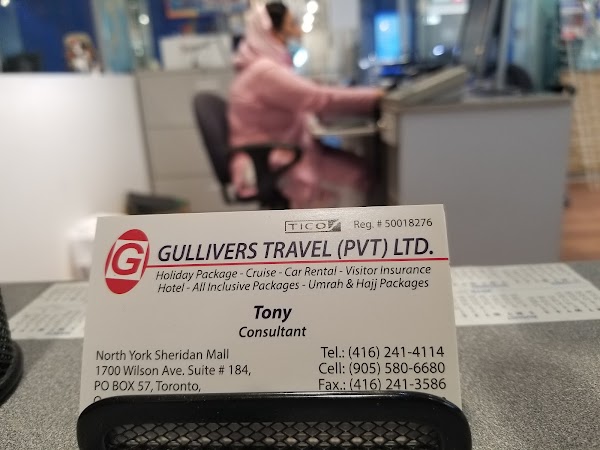 TICO Reg. # 50018276
G GULLIVERS TRAVEL (PVT) LTD.
Holiday Package - Cruise - Car Rental - Visitor Insurance
Hotel - All Inclusive Packages - Umrah & Hajj Packages
Tony
Consultant
North York Sheridan Mall
1700 Wilson Ave. Suite # 184,
PO BOX 57, Toronto,
Tel.: (416) 241-4114
Cell: (905) 580-6680
Fax.: (416) 241-3586